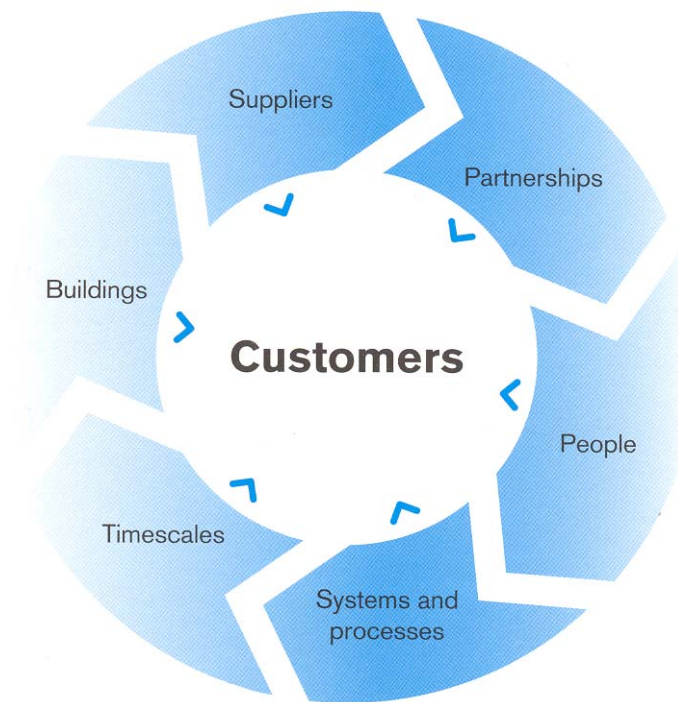 Suppliers
Partnerships
Buildings
Customers
People
Timescales
Systems and
processes